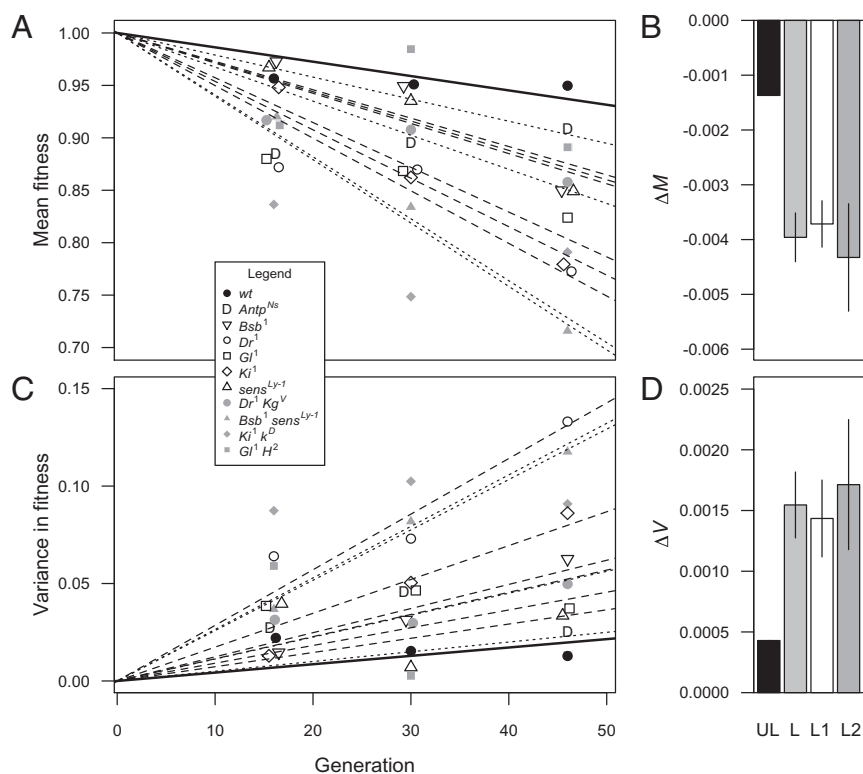 A
Mean fitness
1.00
0.95
0.90
0.85
0.80
0.75
0.70
D
D
D
Legend
wt
D Antp^Ns
Bsb^1
Dr^1
Gl^1
Ki^1
sens^Ly-1
Dr^1 Kg^V
Bsb^1 sens^Ly-1
Ki^1 k^D
Gl^1 H^2
B
ΔM
0.000
-0.001
-0.002
-0.003
-0.004
-0.005
-0.006
C
Variance in fitness
0.15
0.10
0.05
0.00
D
D
0 10 20 30 40 50
Generation
D
ΔV
0.0025
0.0020
0.0015
0.0010
0.0005
0.0000
UL L L1 L2